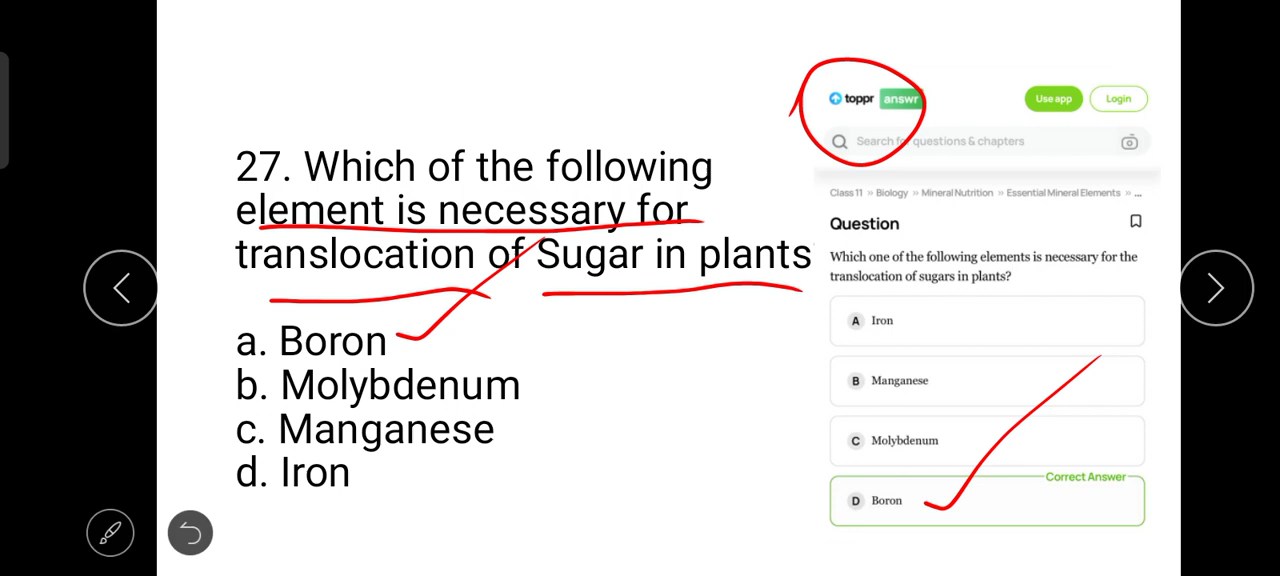 27. Which of the following
element is necessary for
translocation of Sugar in plants
a. Boron
b. Molybdenum
c. Manganese
d. Iron
toppr answr
Use app
Login
Search for questions & chapters
Class 11 » Biology » Mineral Nutrition » Essential Mineral Elements » ...
Question
Which one of the following elements is necessary for the
translocation of sugars in plants?
A Iron
B Manganese
C Molybdenum
Correct Answer
D Boron